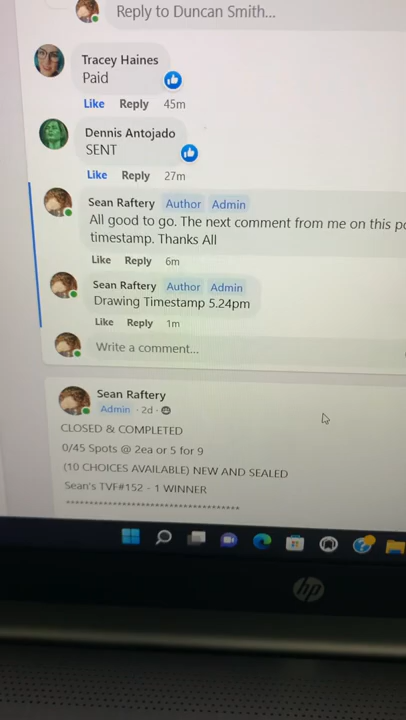 Reply to Duncan Smith...
Tracey Haines
Paid
Like Reply 45m
Dennis Antojado
SENT
Like Reply 27m
Sean Raftery Author Admin
All good to go. The next comment from me on this
timestamp. Thanks All
Like Reply 6m
Sean Raftery Author Admin
Drawing Timestamp 5.24pm
Like Reply 1m
Write a comment...
Sean Raftery
Admin · 2d ·
CLOSED & COMPLETED
0/45 Spots @ 2ea or 5 for 9
(10 CHOICES AVAILABLE) NEW AND SEALED
Sean's TVF#152 - 1 WINNER
****************************************
hp